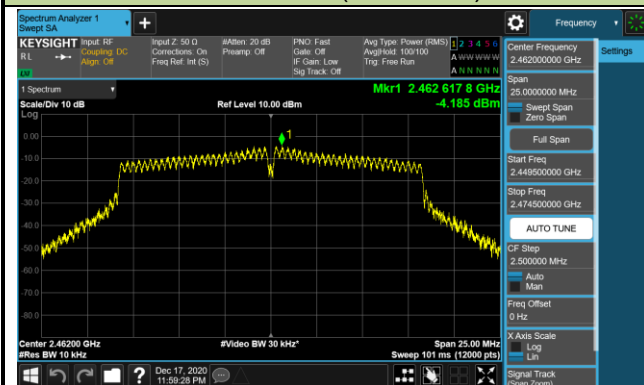 Spectrum Analyzer 1
Swept SA
+
Frequency
KEYSIGHT
RL
Input: RF
Coupling: DC
Align: Off
Input Z: 50 Ω
Corrections: On
Freq Ref: Int (S)
#Atten: 20 dB
Preamp: Off
PNO: Fast
Gate: Off
IF Gain: Low
Sig Track: Off
Avg Type: Power (RMS)
Avg|Hold: 100/100
Trig: Free Run
1 2 3 4 5 6
A W W W W W
A N N N N N
1 Spectrum
Scale/Div 10 dB
Log
Ref Level 10.00 dBm
Mkr1 2.462 617 8 GHz
-4.185 dBm
1
0.00
-10.0
-20.0
-30.0
-40.0
-50.0
-60.0
-70.0
-80.0
Center 2.46200 GHz
#Res BW 10 kHz
#Video BW 30 kHz*
Span 25.00 MHz
Sweep 101 ms (12000 pts)
?
Dec 17, 2020
11:59:28 PM
Settings
Center Frequency
2.462000000 GHz
Span
25.0000000 MHz
Swept Span
Zero Span
Full Span
Start Freq
2.449500000 GHz
Stop Freq
2.474500000 GHz
AUTO TUNE
CF Step
2.500000 MHz
Auto
Man
Freq Offset
0 Hz
X Axis Scale
Log
Lin
Signal Track
(Span Zoom)